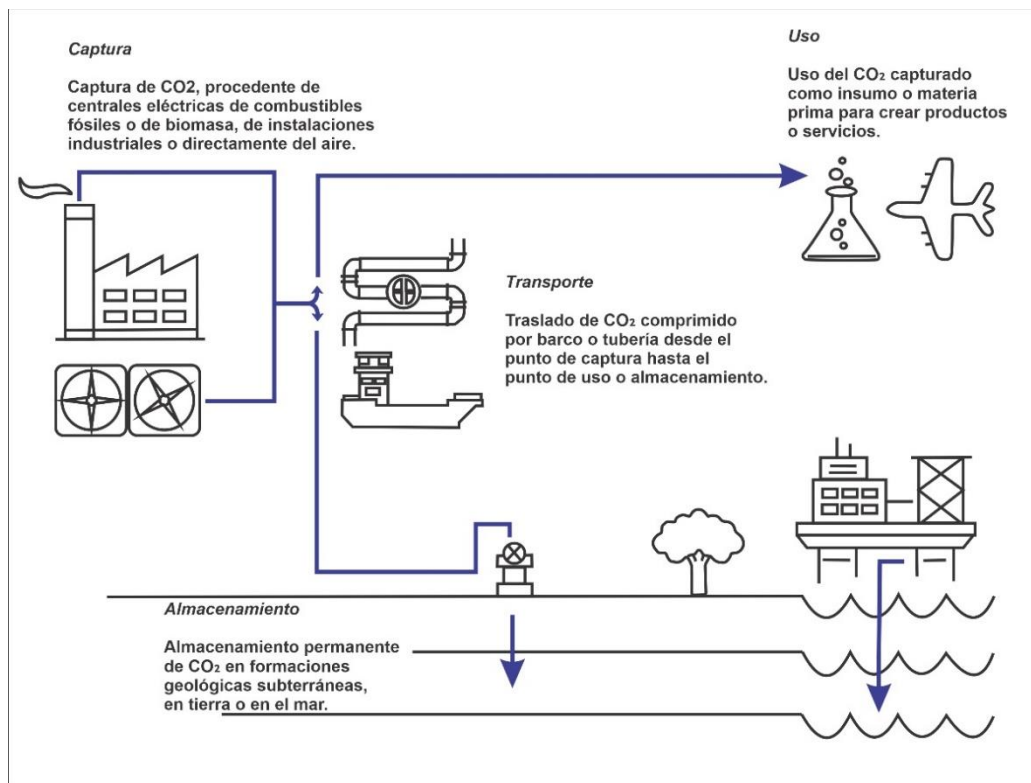 Captura
Captura de CO2, procedente de
centrales eléctricas de combustibles
fósiles o de biomasa, de instalaciones
industriales o directamente del aire.
Uso
Uso del CO₂ capturado
como insumo o materia
prima para crear productos
o servicios.
Transporte
Traslado de CO₂ comprimido
por barco o tubería desde el
punto de captura hasta el
punto de uso o almacenamiento.
Almacenamiento
Almacenamiento permanente
de CO₂ en formaciones
geológicas subterráneas,
en tierra o en el mar.